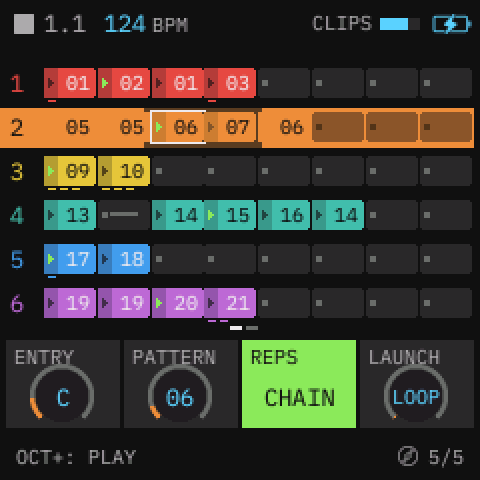 1.1 124 BPM CLIPS
1 01 02 01 03
2 05 05 06 07 06
3 09 10
4 13 14 15 16 14
5 17 18
6 19 19 20 21
ENTRY PATTERN REPS LAUNCH
C 06 CHAIN LOOP
OCT+: PLAY 5/5